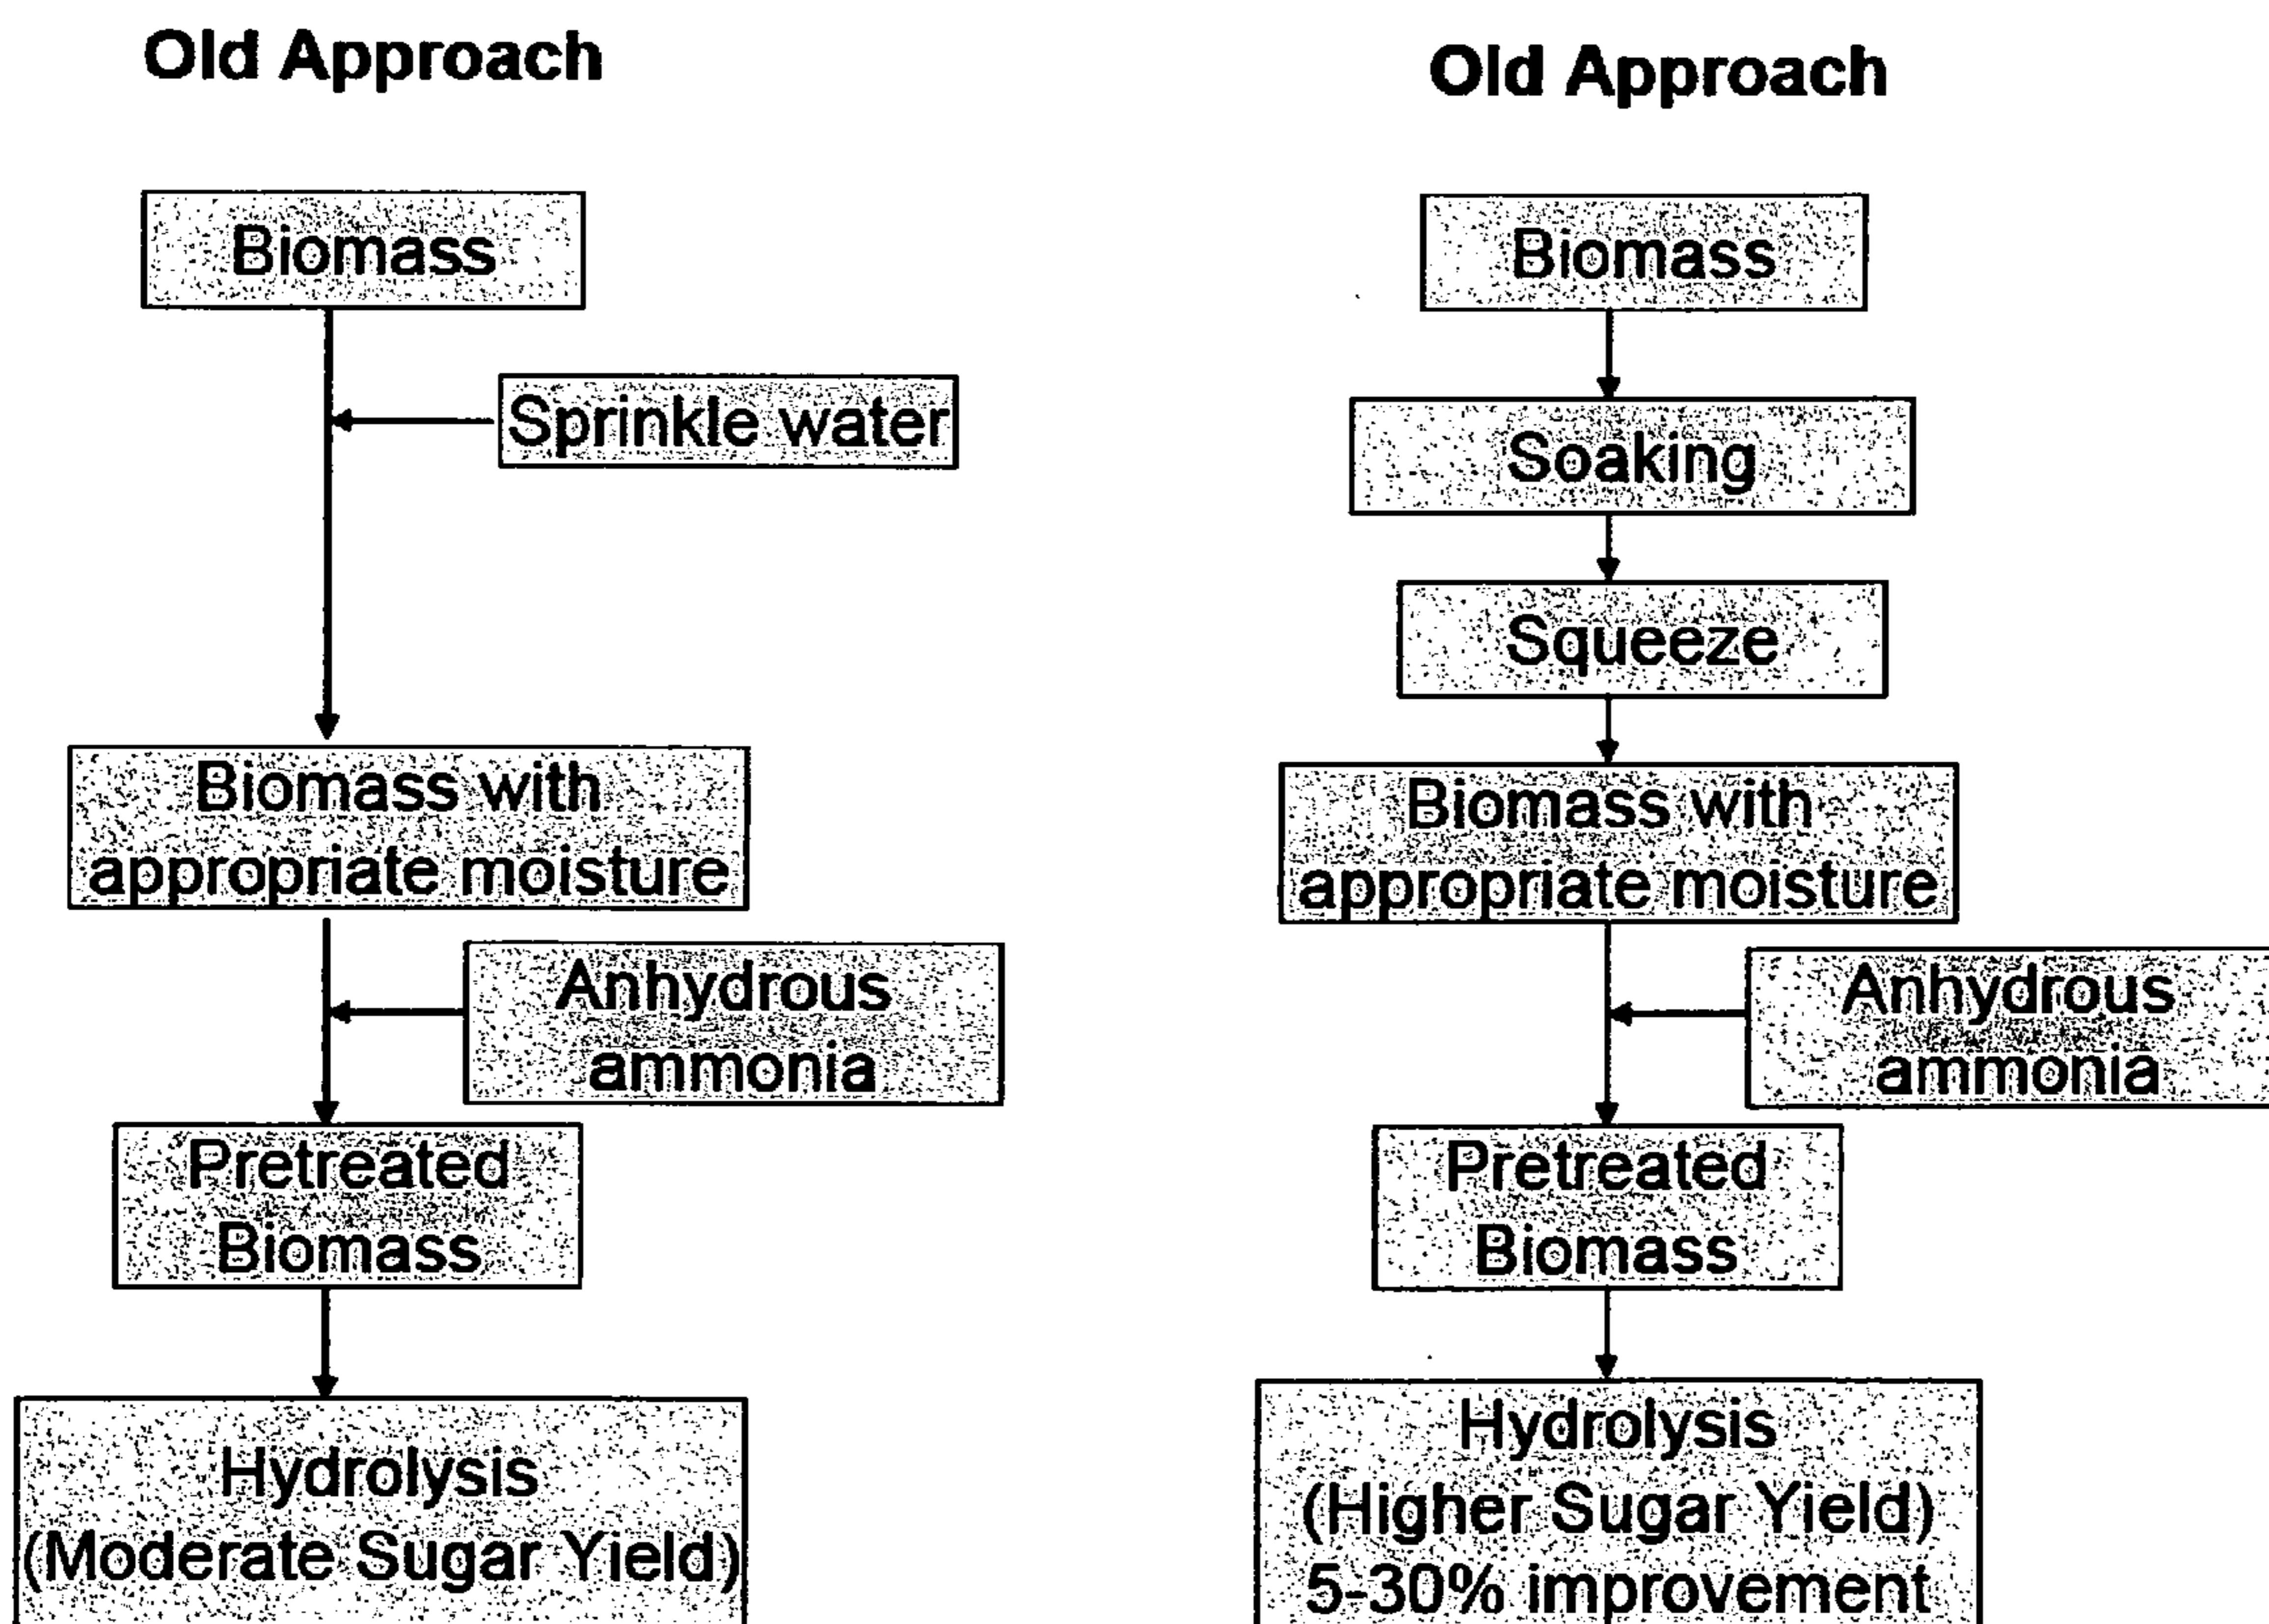 Old Approach
Biomass
Sprinkle water
Biomass with
appropriate moisture
Anhydrous
ammonia
Pretreated
Biomass
Hydrolysis
(Moderate Sugar Yield)
Old Approach
Biomass
Soaking
Squeeze
Biomass with
appropriate moisture
Anhydrous
ammonia
Pretreated
Biomass
Hydrolysis
(Higher Sugar Yield)
5-30% improvement